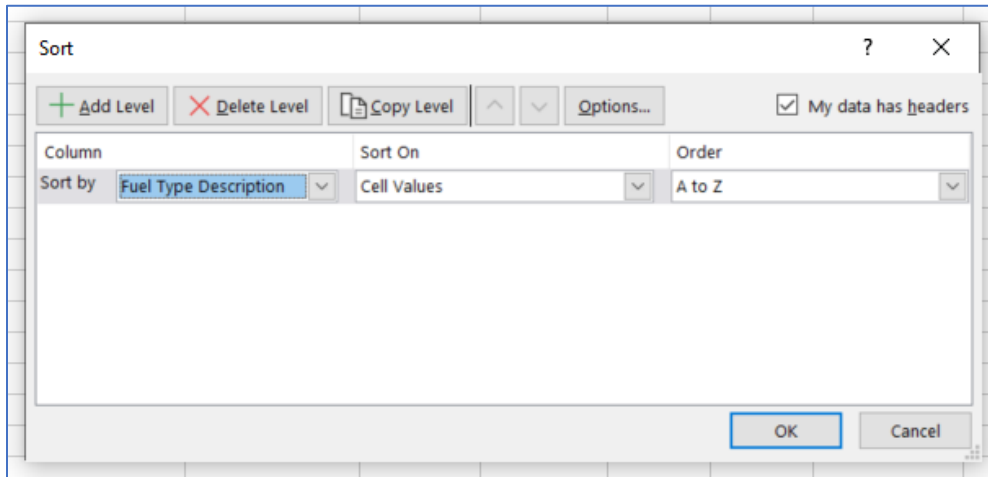 Sort ?
Add Level Delete Level Copy Level Options... My data has headers
Column Sort On Order
Sort by Fuel Type Description Cell Values A to Z
OK Cancel